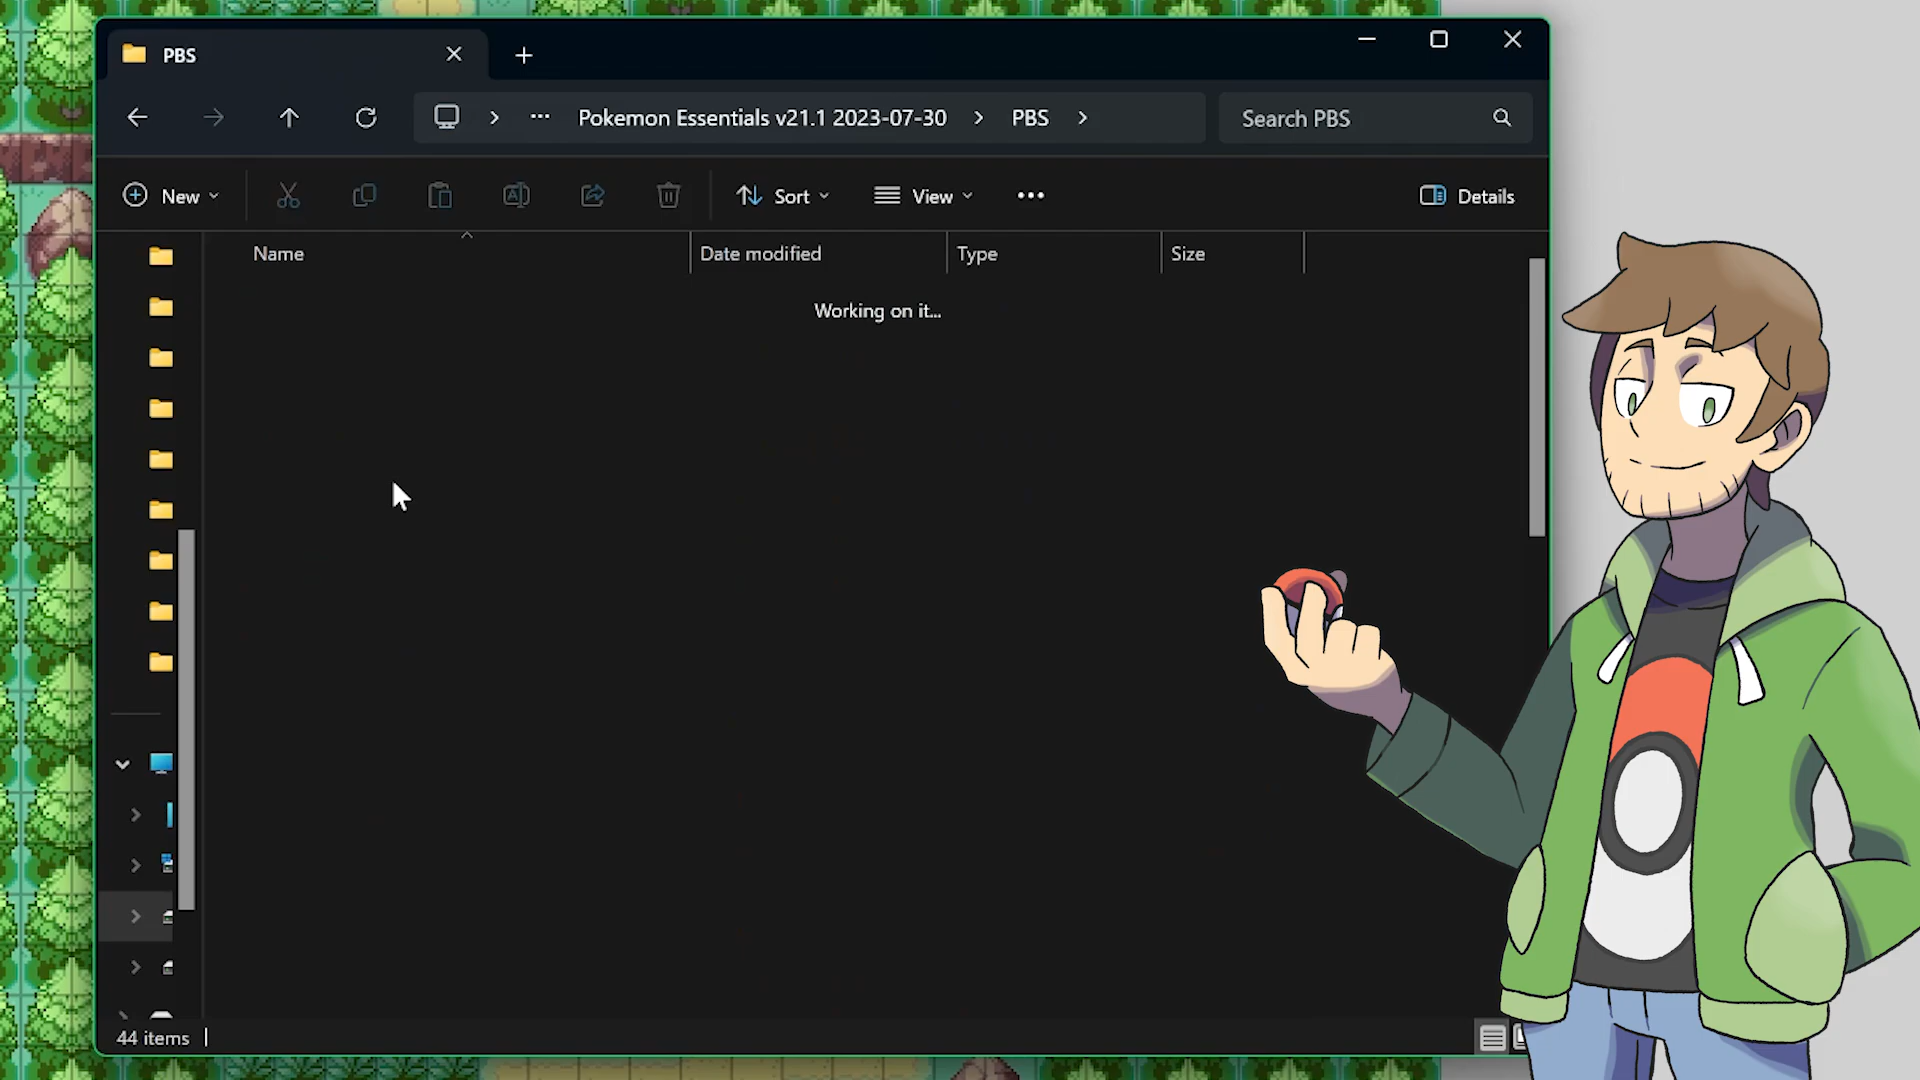 PBS
Pokemon Essentials v21.1 2023-07-30 PBS
Search PBS
New
Sort
View
Details
Name
Date modified
Type
Size
Working on it...
44 items